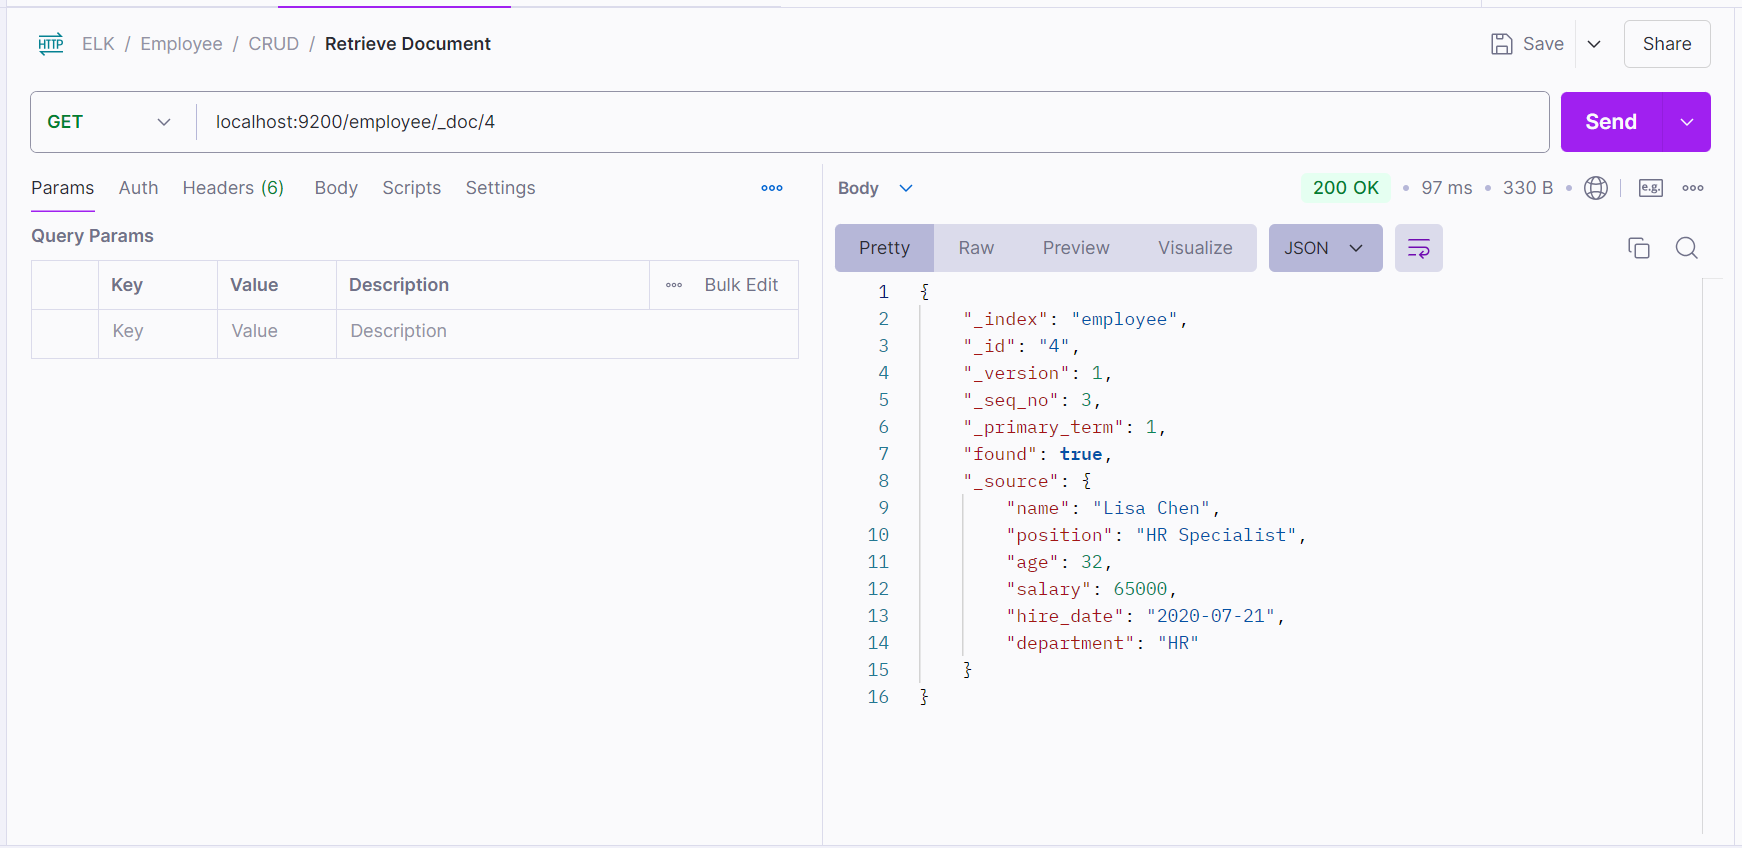 HTTP ELK / Employee / CRUD / Retrieve Document Save Share
GET localhost:9200/employee/_doc/4 Send
Params Auth Headers (6) Body Scripts Settings
Query Params
Key Value Description Bulk Edit
Key Value Description
Body 200 OK 97 ms 330 B e.g.
Pretty Raw Preview Visualize JSON
1 {
2 "_index": "employee",
3 "_id": "4",
4 "_version": 1,
5 "_seq_no": 3,
6 "_primary_term": 1,
7 "found": true,
8 "_source": {
9 "name": "Lisa Chen",
10 "position": "HR Specialist",
11 "age": 32,
12 "salary": 65000,
13 "hire_date": "2020-07-21",
14 "department": "HR"
15 }
16 }